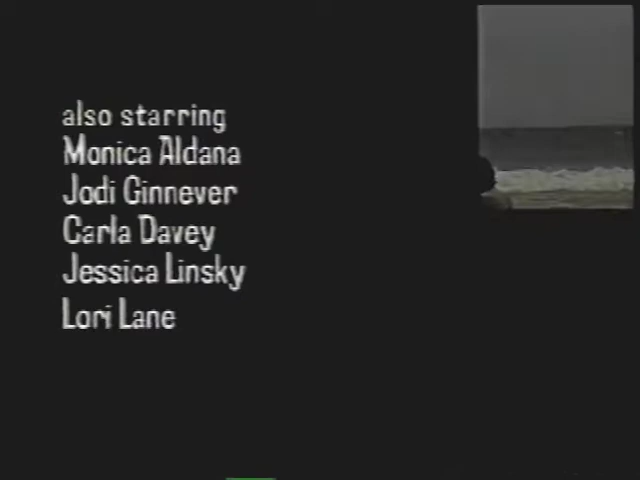 also starring
Monica Aldana
Jodi Ginnever
Carla Davey
Jessica Linsky
Lori Lane